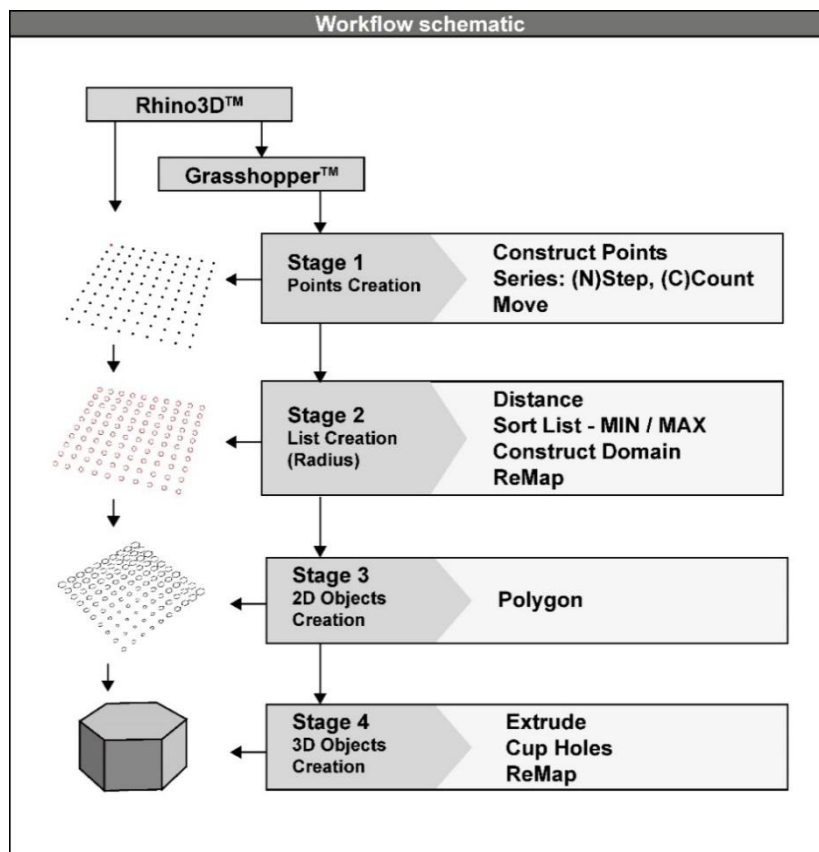 Workflow schematic
Rhino3D™
Grasshopper™
Stage 1
Points Creation
Construct Points
Series: (N)Step, (C)Count
Move
Stage 2
List Creation
(Radius)
Distance
Sort List - MIN / MAX
Construct Domain
ReMap
Stage 3
2D Objects
Creation
Polygon
Stage 4
3D Objects
Creation
Extrude
Cup Holes
ReMap